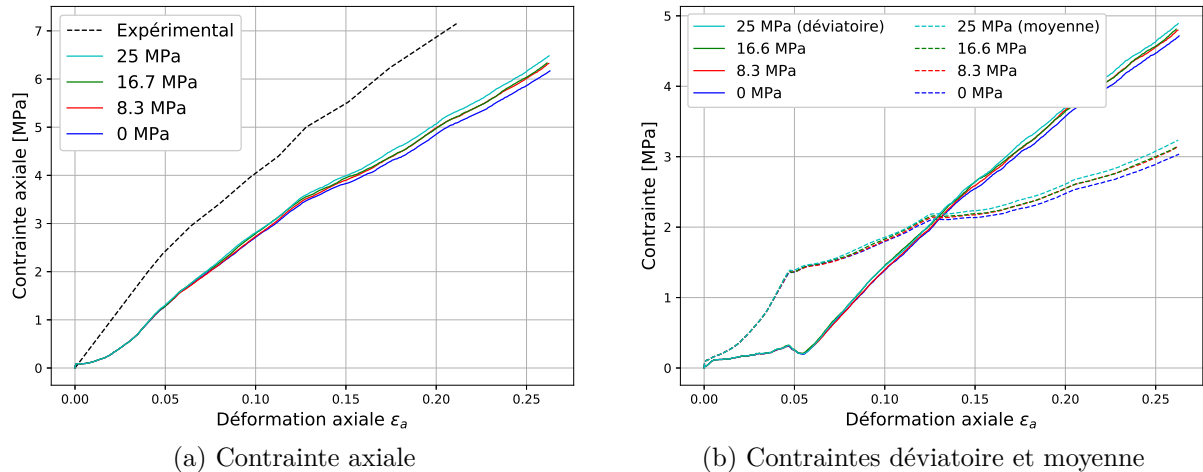 Expérimental
25 MPa
16.7 MPa
8.3 MPa
0 MPa
7
6
5
4
3
2
1
0
Contrainte axiale [MPa]
0.00 0.05 0.10 0.15 0.20 0.25
Déformation axiale εa
(a) Contrainte axiale
25 MPa (déviatoire) 25 MPa (moyenne)
16.6 MPa 16.6 MPa
8.3 MPa 8.3 MPa
0 MPa 0 MPa
5
4
3
2
1
0
Contrainte [MPa]
0.00 0.05 0.10 0.15 0.20 0.25
Déformation axiale εa
(b) Contraintes déviatoire et moyenne